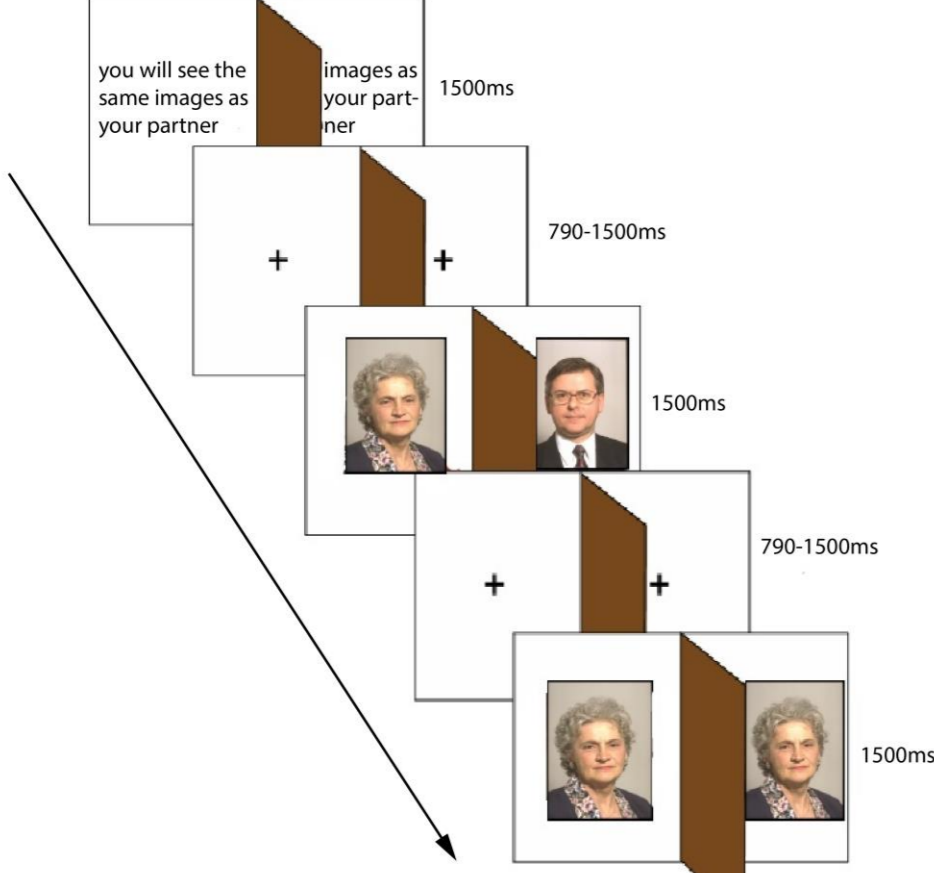 you will see the
same images as
your partner
images as
your part-
ner
1500ms
790-1500ms
+ +
1500ms
790-1500ms
+ +
1500ms